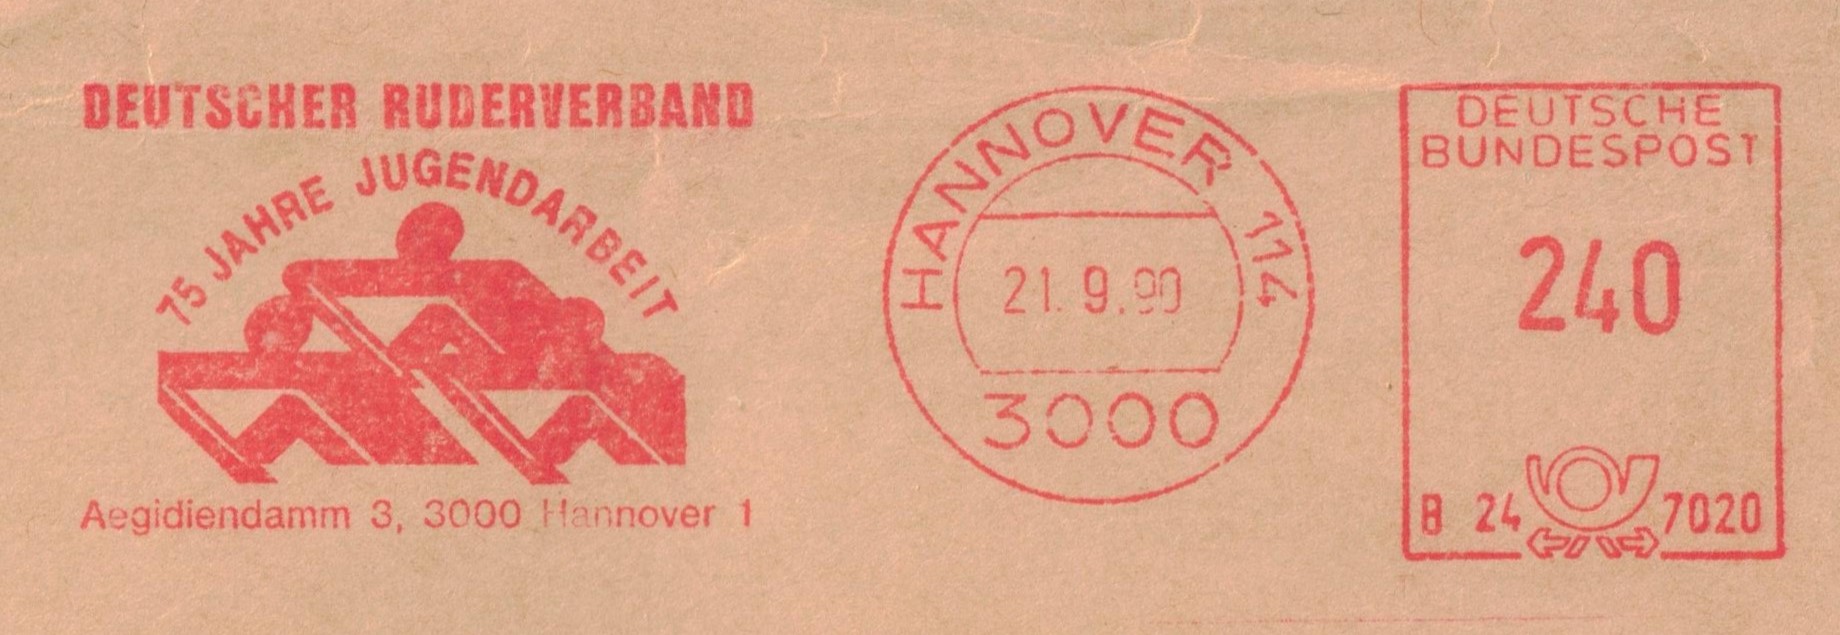 DEUTSCHER RUDERVERBAND
75 JAHRE JUGENDARBEIT
Aegidiendamm 3, 3000 Hannover 1
HANNOVER 114
21. 9.90
3000
DEUTSCHE
BUNDESPOST
240
B 24 7020